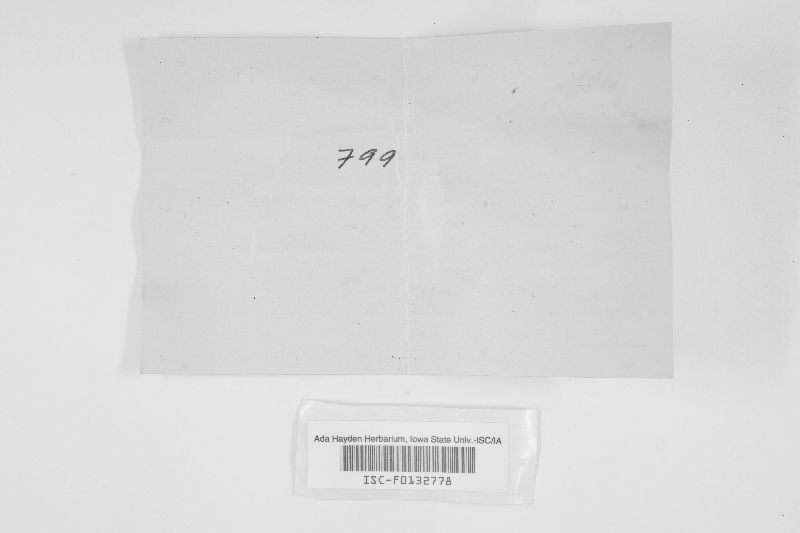 799
Ada Hayden Herbarium, Iowa State Univ.-ISC/IA
ISC-F0132778